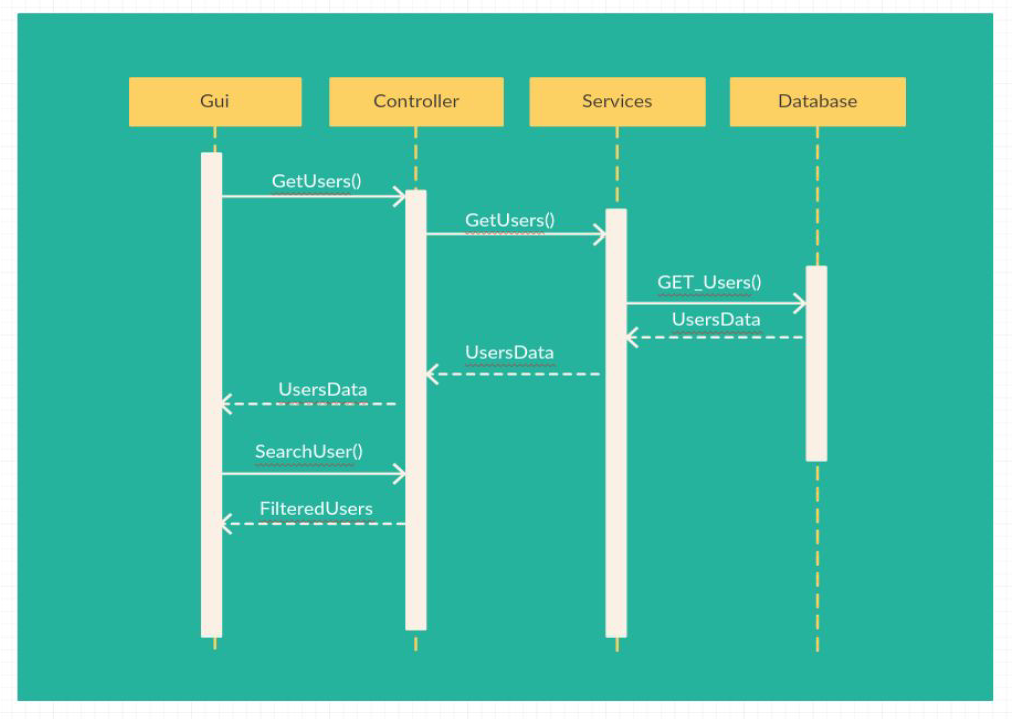 Gui
Controller
Services
Database
GetUsers()
GetUsers()
GET_Users()
UsersData
UsersData
UsersData
SearchUser()
FilteredUsers